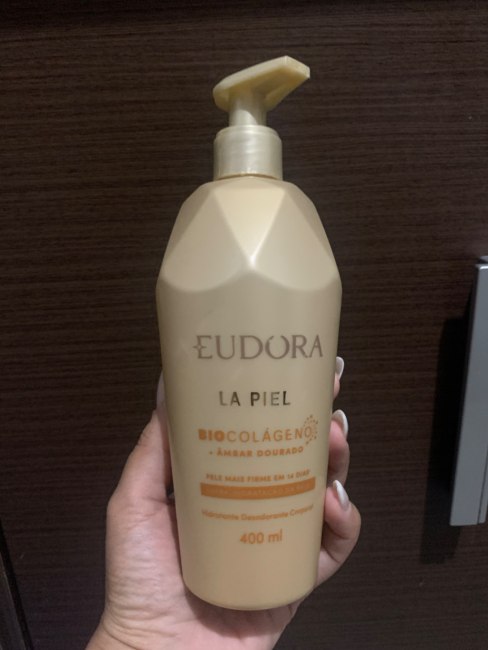 EUDORA
LA PIEL
BIOCOLÁGENO
+ ÂMBAR DOURADO
PELE MAIS FIRME EM 14 DIAS
Hidratante Desodorante Corporal
400 ml